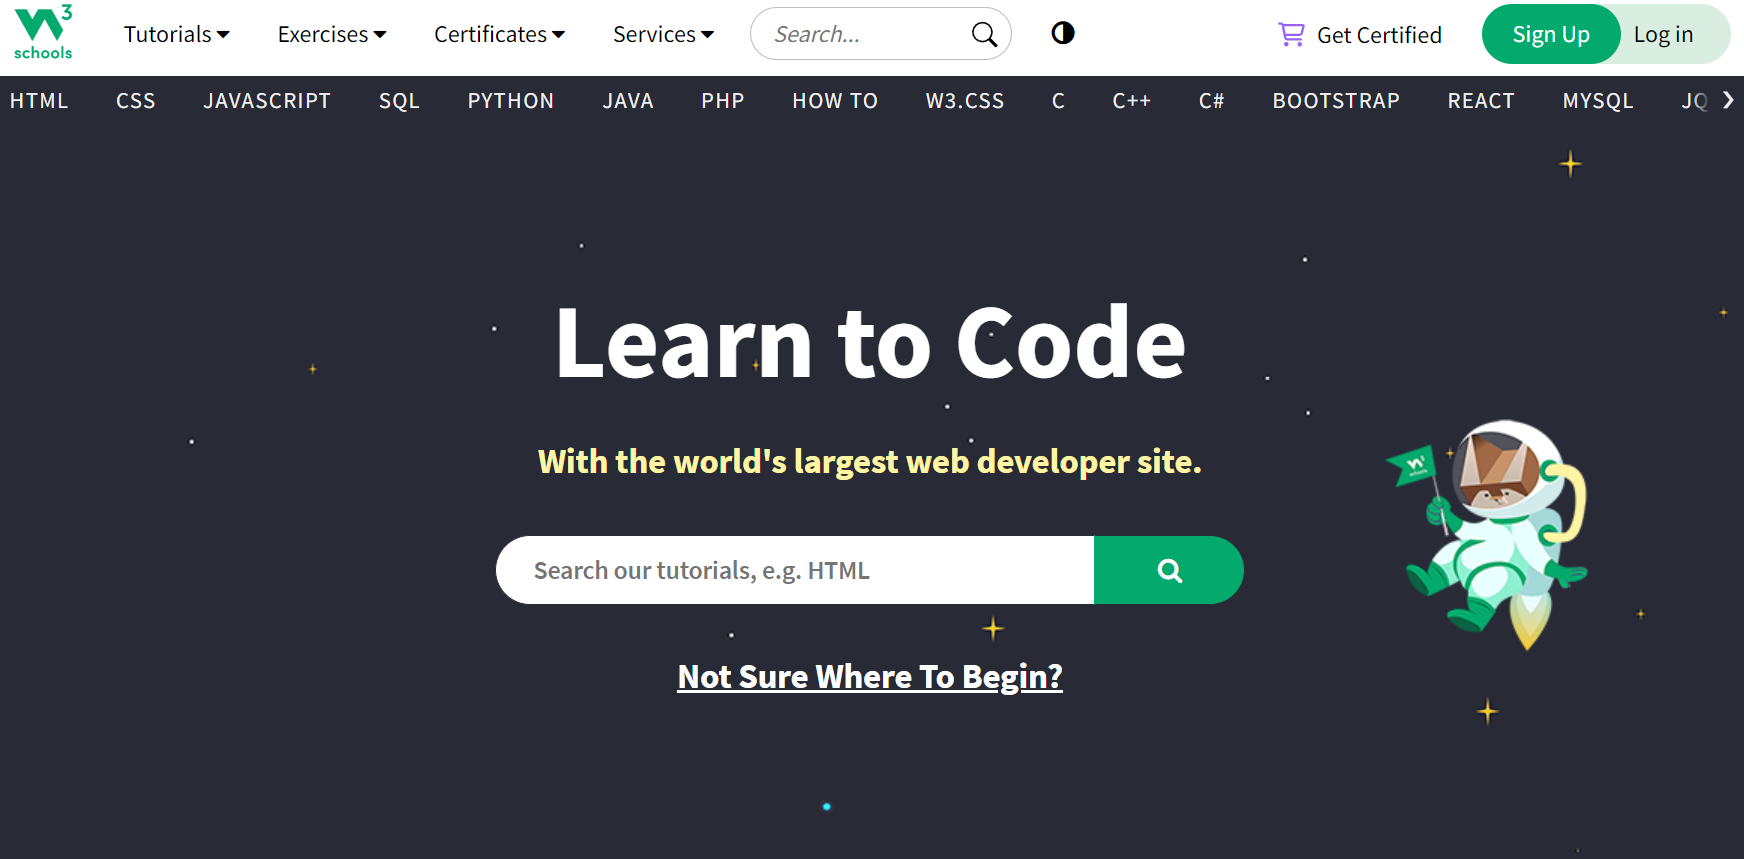 W3 schools
Tutorials Exercises Certificates Services Search... Get Certified Sign Up Log in
HTML CSS JAVASCRIPT SQL PYTHON JAVA PHP HOW TO W3.CSS C C++ C# BOOTSTRAP REACT MYSQL JQ
Learn to Code
With the world's largest web developer site.
W3 schools
Search our tutorials, e.g. HTML
Not Sure Where To Begin?